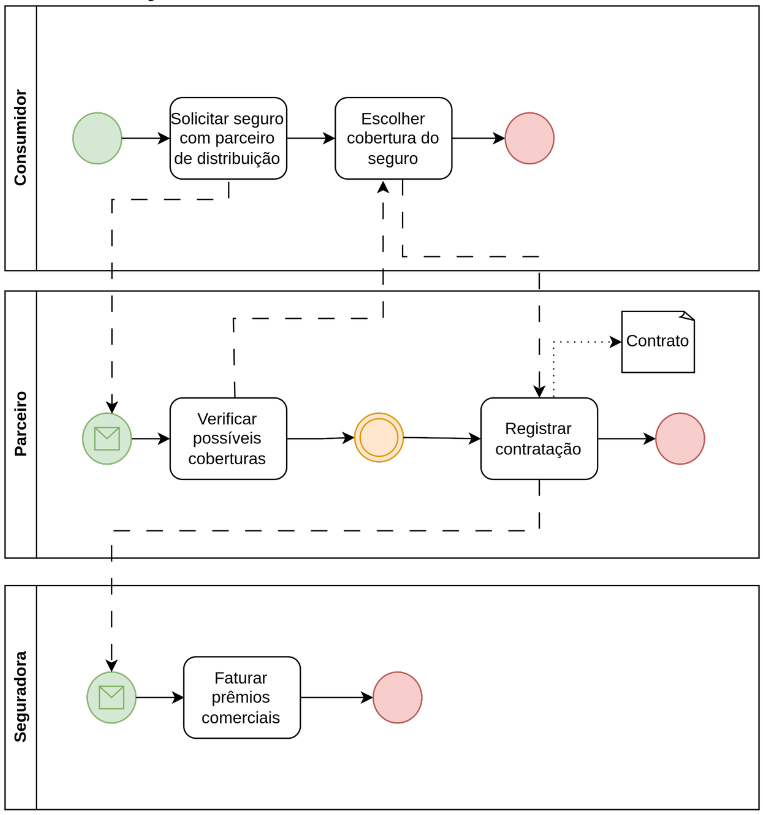 Consumidor
Solicitar seguro
com parceiro
de distribuição
Escolher
cobertura do
seguro
Parceiro
Verificar
possíveis
coberturas
Registrar
contratação
Contrato
Seguradora
Faturar
prêmios
comerciais